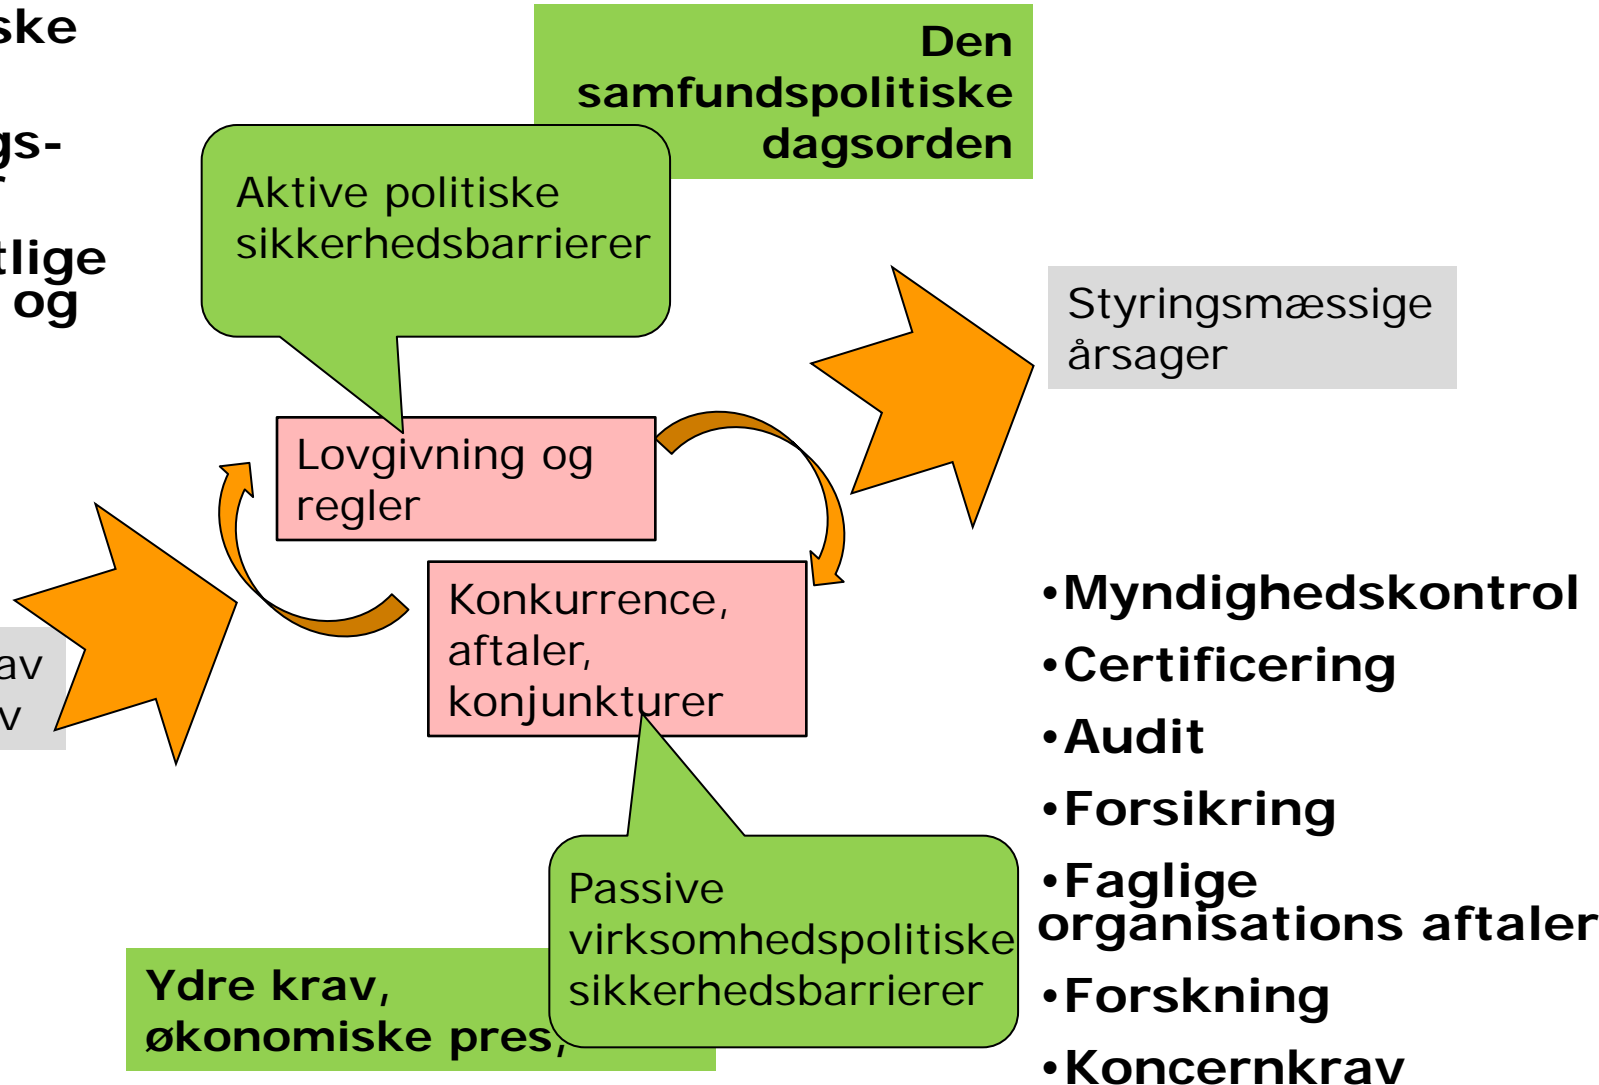 ske
gs-
tlige
og
Den
samfundspolitiske
dagsorden
Aktive politiske
sikkerhedsbarrierer
Styringsmæssige
årsager
Lovgivning og
regler
Konkurrence,
aftaler,
konjunkturer
av
v
Passive
virksomhedspolitiske
sikkerhedsbarrierer
Ydre krav,
økonomiske pres,
•Myndighedskontrol
•Certificering
•Audit
•Forsikring
•Faglige
organisations aftaler
•Forskning
•Koncernkrav